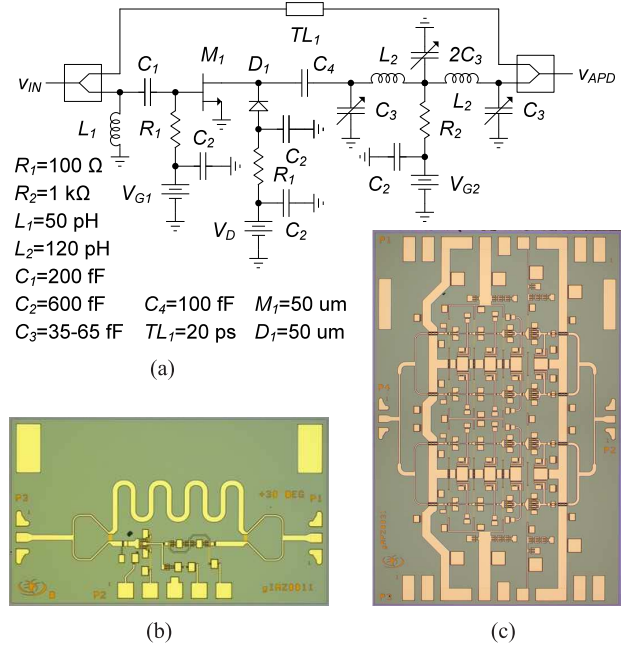 TL1
vIN
C1
M1
D1
C4
L2
2C3
vAPD
L1
R1
C2
C2
C3
R2
L2
C3
R1
VG1
C2
VG2
VD
C2
R1=100 Ω
R2=1 kΩ
L1=50 pH
L2=120 pH
C1=200 fF
C2=600 fF C4=100 fF M1=50 um
C3=35-65 fF TL1=20 ps D1=50 um
(a)
P3
+30 DEG
P1
P2
(b)
P1
P4
P2
(c)